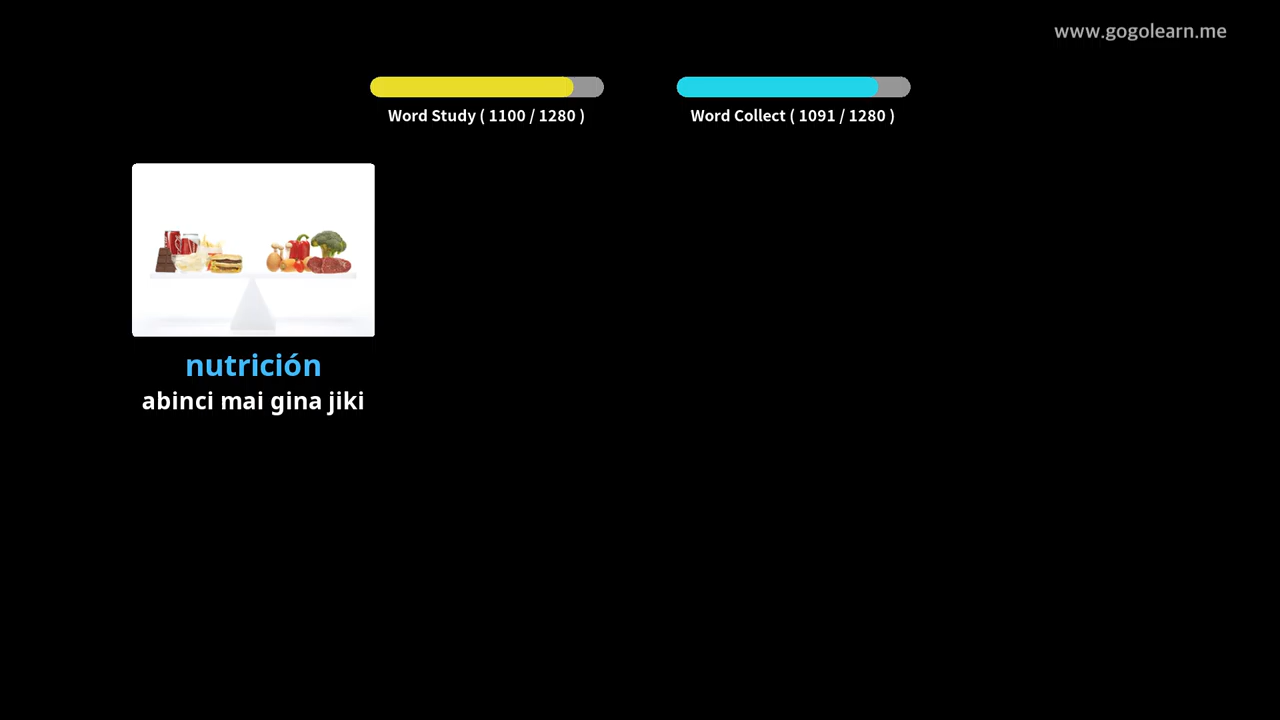 www.gogolearn.me
Word Study ( 1100 / 1280 )
Word Collect ( 1091 / 1280 )
nutrición
abinci mai gina jiki